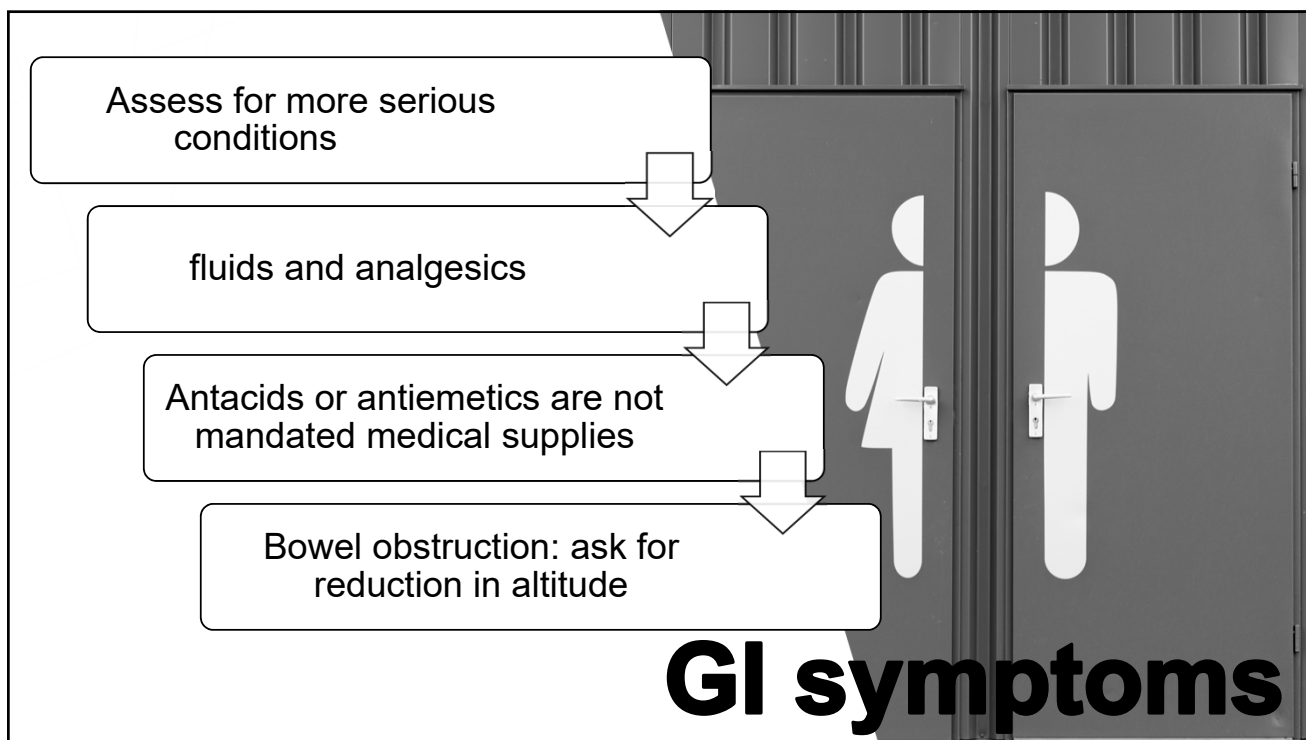 Assess for more serious
conditions
fluids and analgesics
Antacids or antiemetics are not
mandated medical supplies
Bowel obstruction: ask for
reduction in altitude
GI symptoms